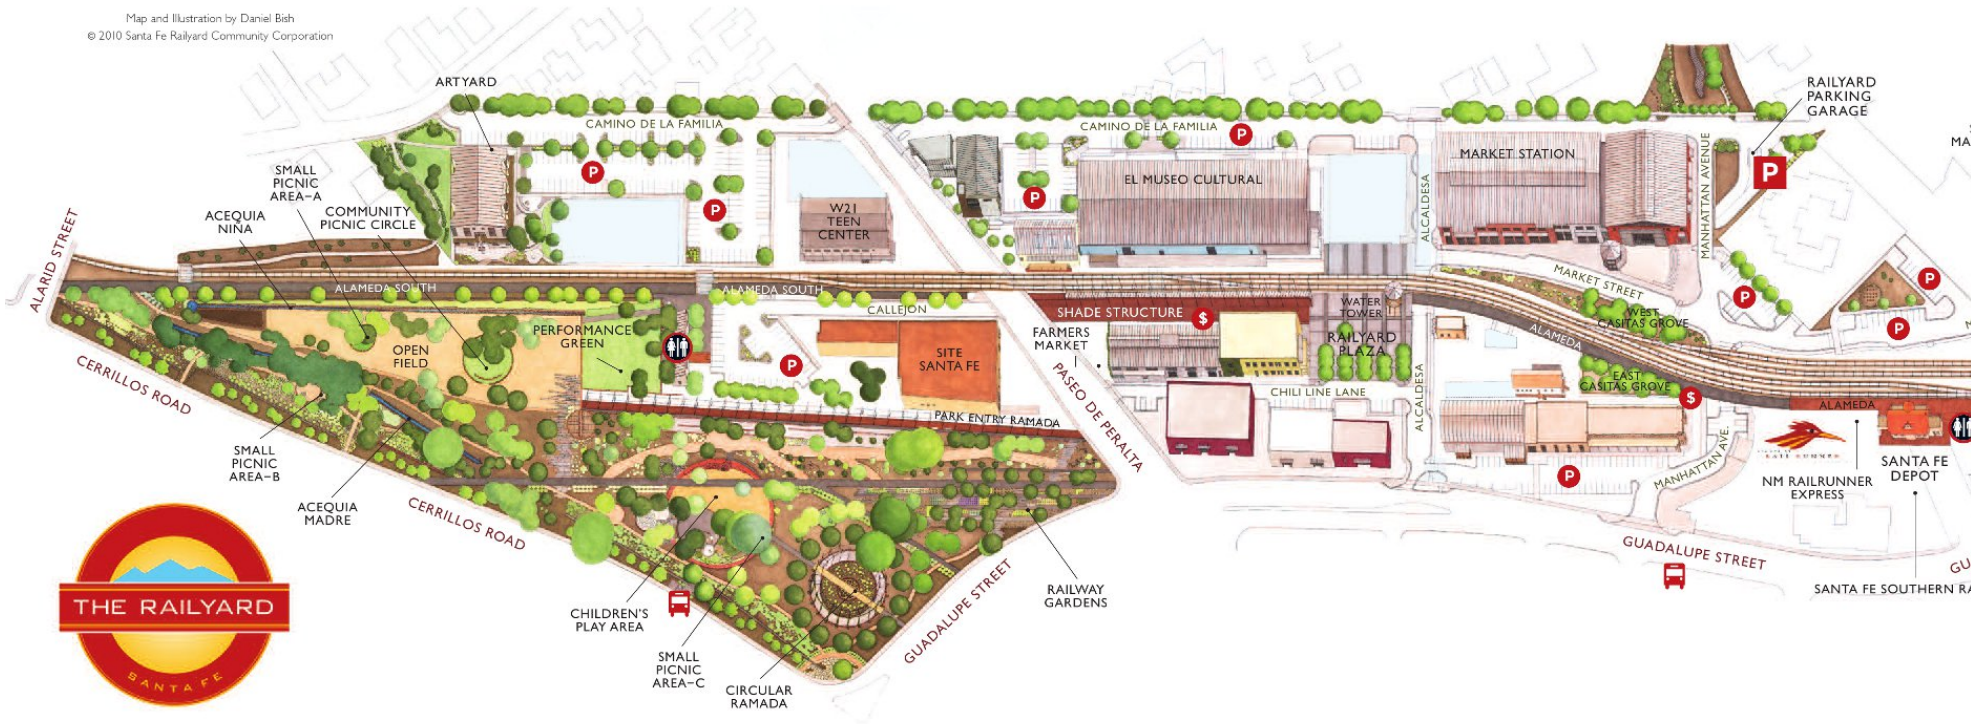 Map and Illustration by Daniel Bish
© 2010 Santa Fe Railyard Community Corporation
ARTYARD
CAMINO DE LA FAMILIA
SMALL
PICNIC
AREA-A
ACEQUIA
NIÑA
COMMUNITY
PICNIC CIRCLE
ALARID STREET
P
P
W21
TEEN
CENTER
CAMINO DE LA FAMILIA
P
P
EL MUSEO CULTURAL
ALCALDESA
MARKET STATION
MANHATTAN AVENUE
RAILYARD
PARKING
GARAGE
P
MA
ALAMEDA SOUTH
ALAMEDA SOUTH
CALLEJON
PERFORMANCE
GREEN
OPEN
FIELD
P
SITE
SANTA FE
SHADE STRUCTURE
$
FARMERS
MARKET
WATER
TOWER
RAILYARD
PLAZA
MARKET STREET
WEST
CASITAS GROVE
ALAMEDA
EAST
CASITAS GROVE
$
P
P
P
CERRILLOS ROAD
PASEO DE PERALTA
PARK ENTRY RAMADA
CHILI LINE LANE
ALCALDESA
P
MANHATTAN AVE.
ALAMEDA
NM RAILRUNNER
EXPRESS
SANTA FE
DEPOT
SMALL
PICNIC
AREA-B
ACEQUIA
MADRE
CERRILLOS ROAD
CHILDREN'S
PLAY AREA
SMALL
PICNIC
AREA-C
CIRCULAR
RAMADA
GUADALUPE STREET
RAILWAY
GARDENS
GUADALUPE STREET
GU
SANTA FE SOUTHERN RA
THE RAILYARD
SANTA FE